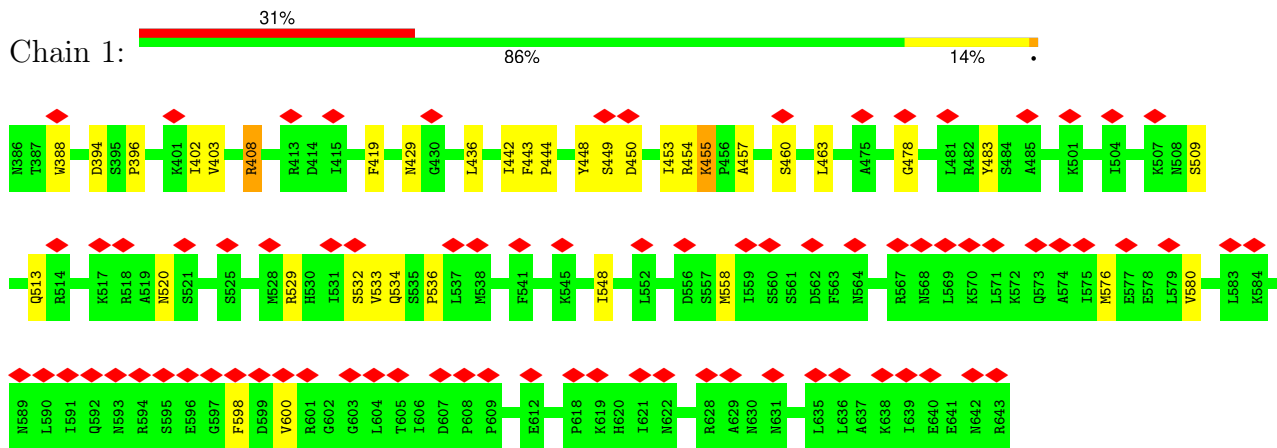 31%
Chain 1:
86% 14% •
N386 T387 W388 D394 S395 P396 K401 I402 V403 R408 R413 D414 I415 F419 N429 G430 L436 I442 F443 P444 Y448 S449 D450 I453 R454 K455 P456 A457 S460 L463 A475 G478 L481 R482 Y483 S484 A485 K501 I504 K507 N508 S509
Q513 R514 K517 R518 A519 N520 S521 S525 M528 R529 H530 I531 S532 V533 Q534 S535 P536 L537 M538 F541 K545 I548 L552 D556 S557 M558 I559 S560 S561 D562 F563 N564 R567 N568 L569 K570 L571 K572 Q573 A574 I575 M576 E577 E578 L579 V580 L583 K584
N589 L590 I591 Q592 N593 R594 S595 E596 G597 F598 D599 V600 R601 G602 G603 L604 T605 I606 D607 P608 P609 E612 P618 K619 H620 I621 N622 R628 A629 N630 N631 L635 L636 A637 K638 I639 E640 E641 N642 R643